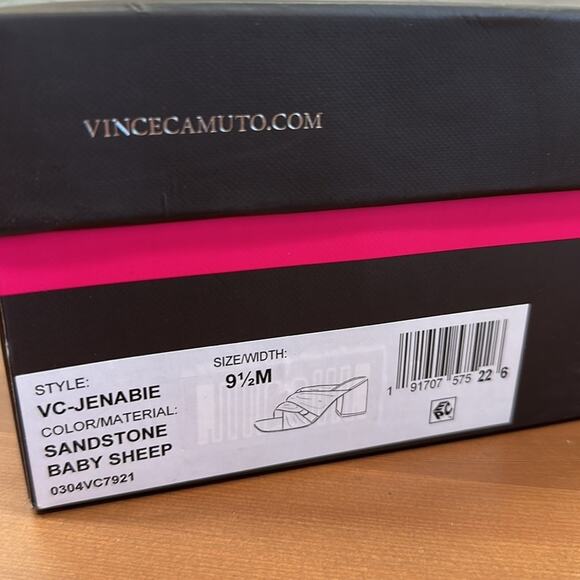 VINCECAMUTO.COM
STYLE:
VC-JENABIE
COLOR/MATERIAL:
SANDSTONE
BABY SHEEP
0304VC7921
SIZE/WIDTH:
9½M
1 91707 575 22 6